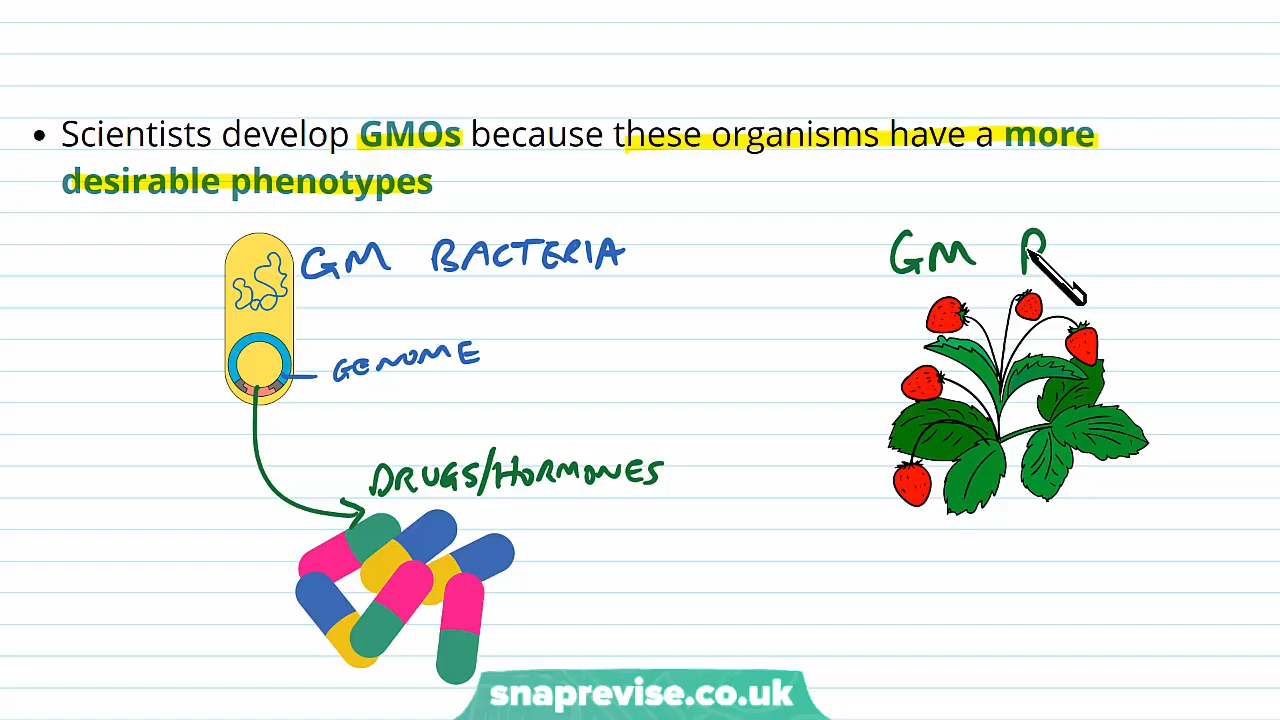 • Scientists develop GMOs because these organisms have a more
desirable phenotypes
GM BACTERIA
GENOME
DRUGS/HORMONES
GM P
snaprevise.co.uk